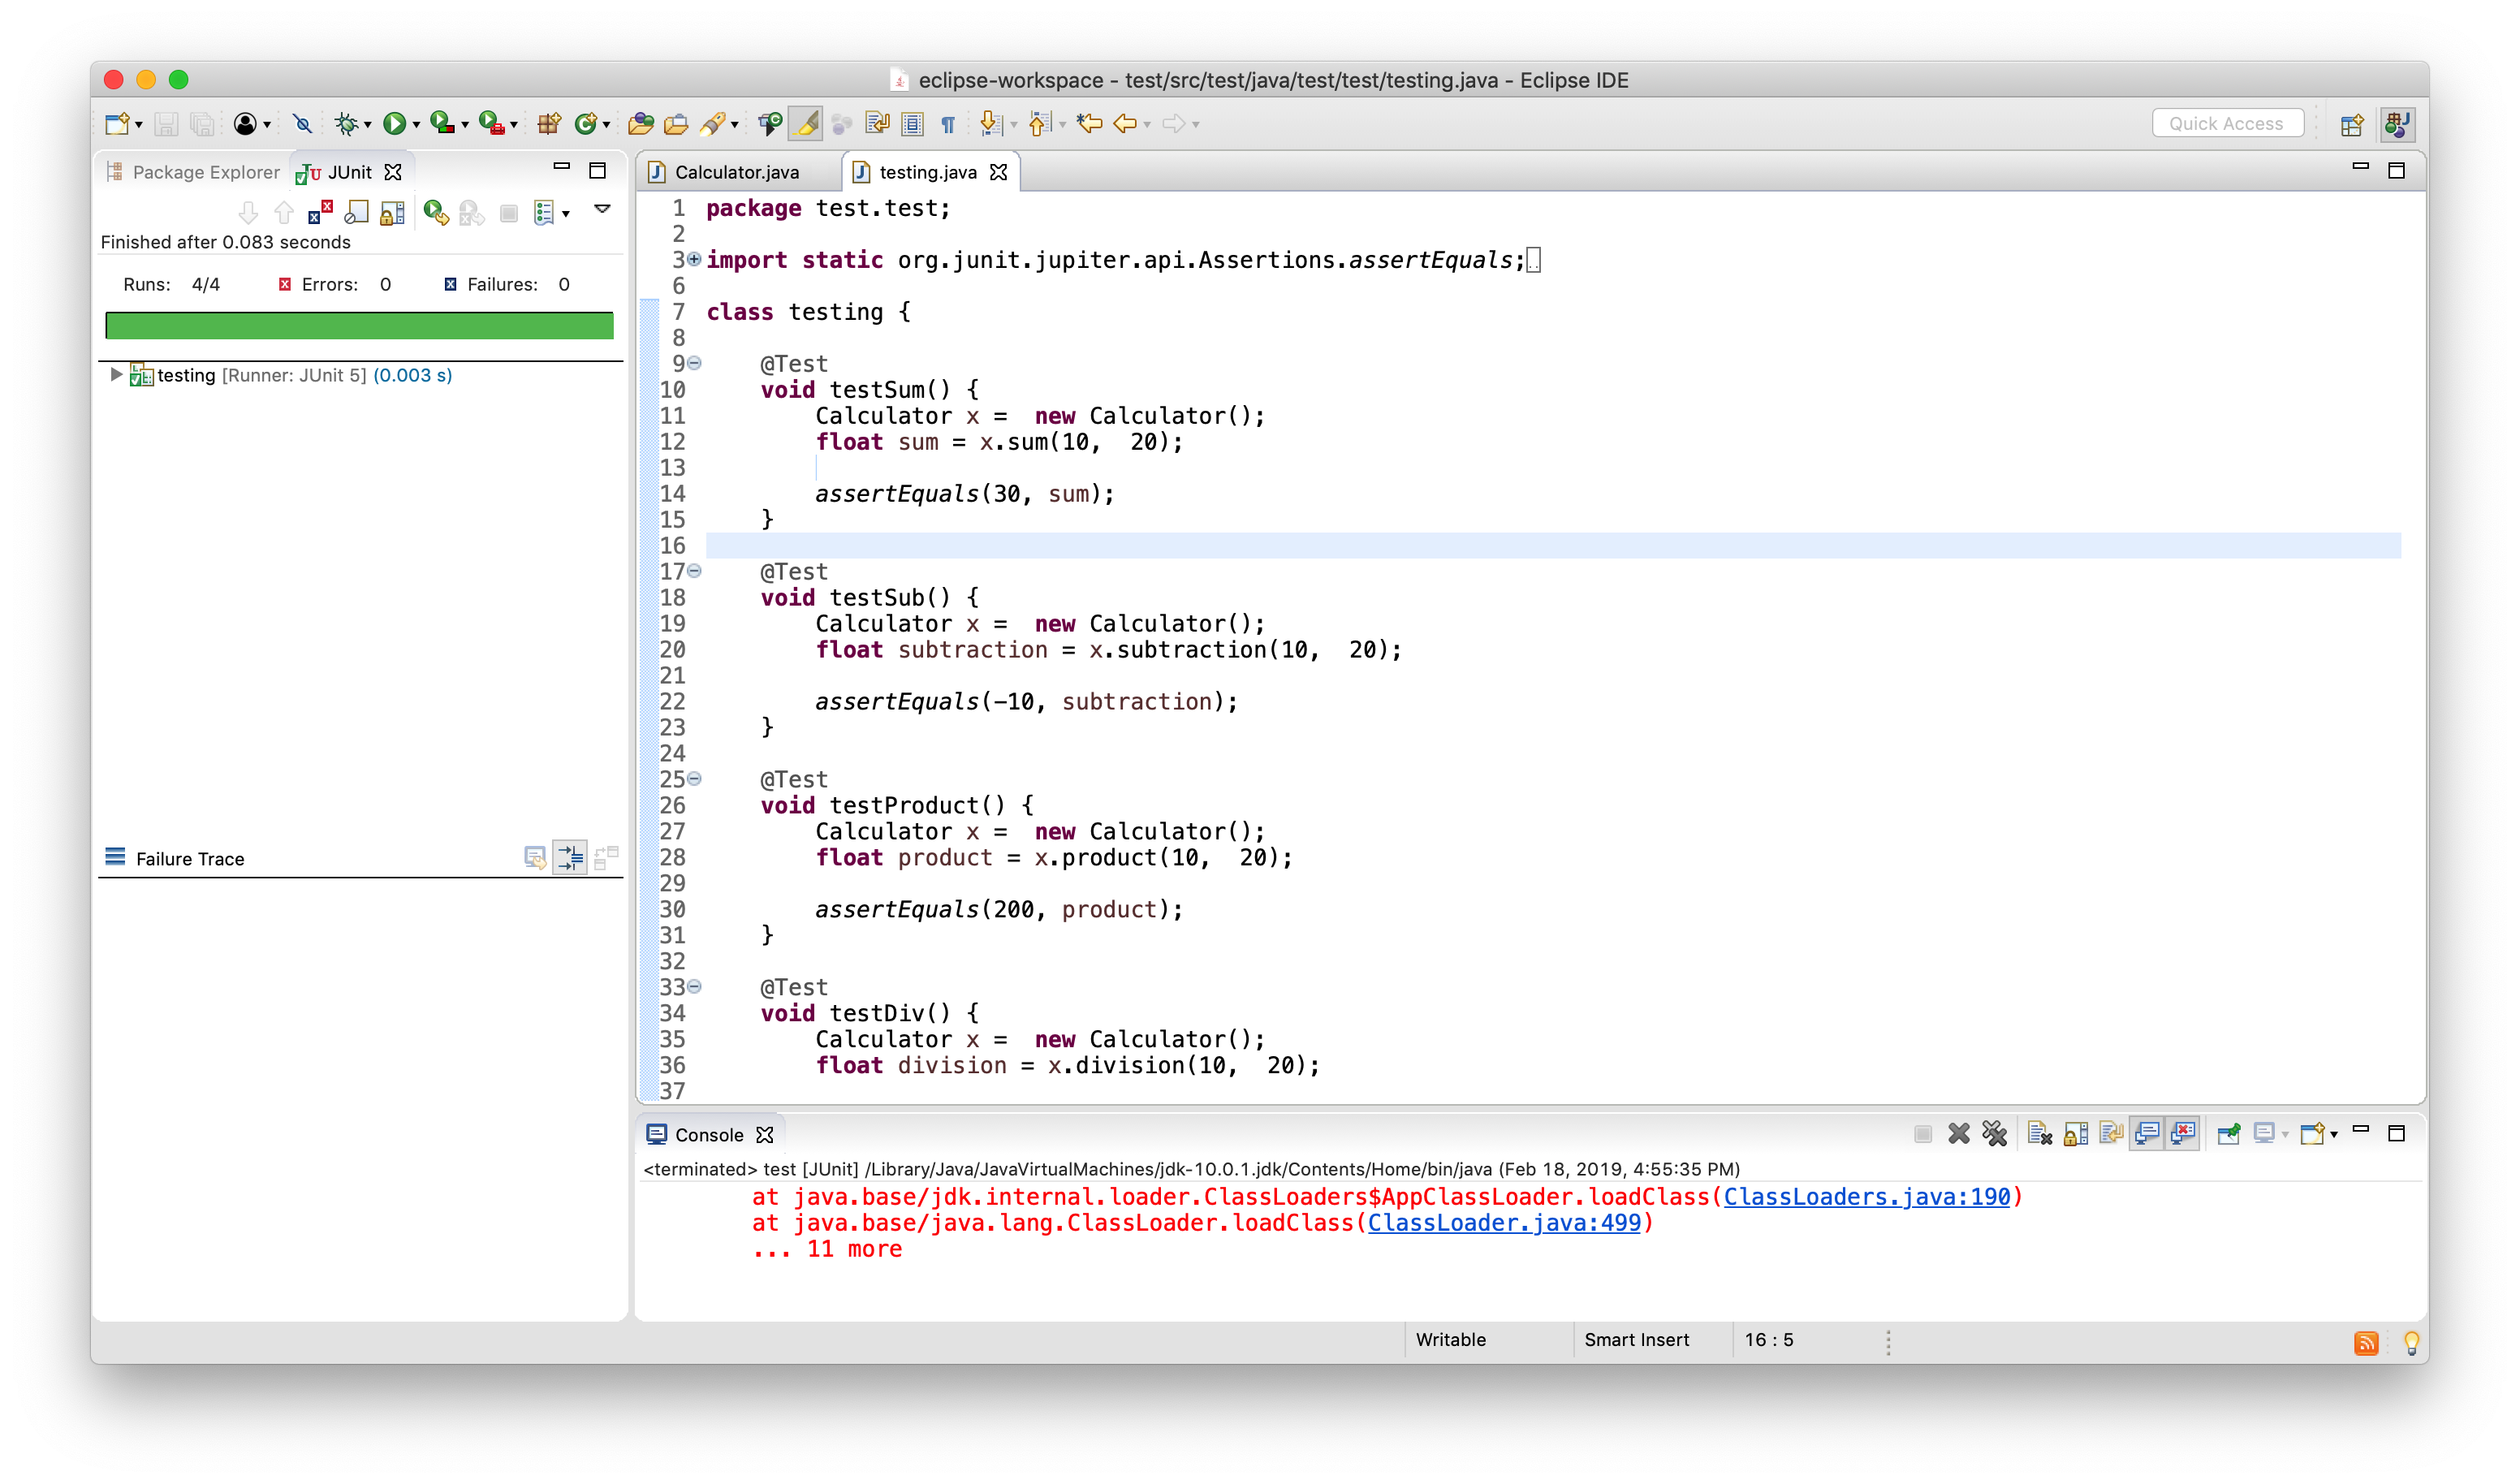 eclipse-workspace - test/src/test/java/test/test/testing.java - Eclipse IDE
Quick Access
Package Explorer
JUnit
Finished after 0.083 seconds
Runs: 4/4
Errors: 0
Failures: 0
testing [Runner: JUnit 5] (0.003 s)
Failure Trace
Calculator.java
testing.java
1 package test.test;
2
3 import static org.junit.jupiter.api.Assertions.assertEquals;
6
7 class testing {
8
9 @Test
10 void testSum() {
11 Calculator x =  new Calculator();
12 float sum = x.sum(10,  20);
13
14 assertEquals(30, sum);
15 }
16
17 @Test
18 void testSub() {
19 Calculator x =  new Calculator();
20 float subtraction = x.subtraction(10,  20);
21
22 assertEquals(-10, subtraction);
23 }
24
25 @Test
26 void testProduct() {
27 Calculator x =  new Calculator();
28 float product = x.product(10,  20);
29
30 assertEquals(200, product);
31 }
32
33 @Test
34 void testDiv() {
35 Calculator x =  new Calculator();
36 float division = x.division(10,  20);
37
Console
<terminated> test [JUnit] /Library/Java/JavaVirtualMachines/jdk-10.0.1.jdk/Contents/Home/bin/java (Feb 18, 2019, 4:55:35 PM)
at java.base/jdk.internal.loader.ClassLoaders$AppClassLoader.loadClass(ClassLoaders.java:190)
at java.base/java.lang.ClassLoader.loadClass(ClassLoader.java:499)
... 11 more
Writable
Smart Insert
16 : 5